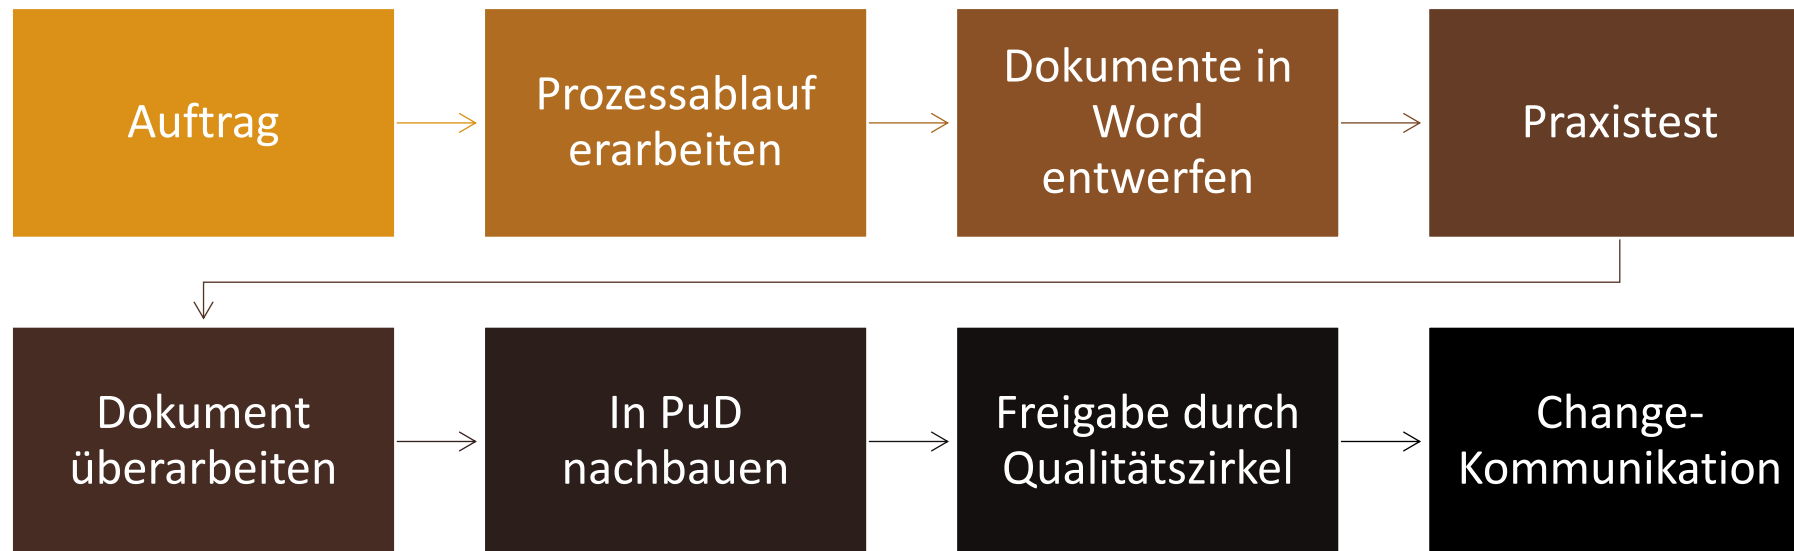 Auftrag
Prozessablauf
erarbeiten
Dokumente in
Word
entwerfen
Praxistest
Dokument
überarbeiten
In PuD
nachbauen
Freigabe durch
Qualitätszirkel
Change-
Kommunikation